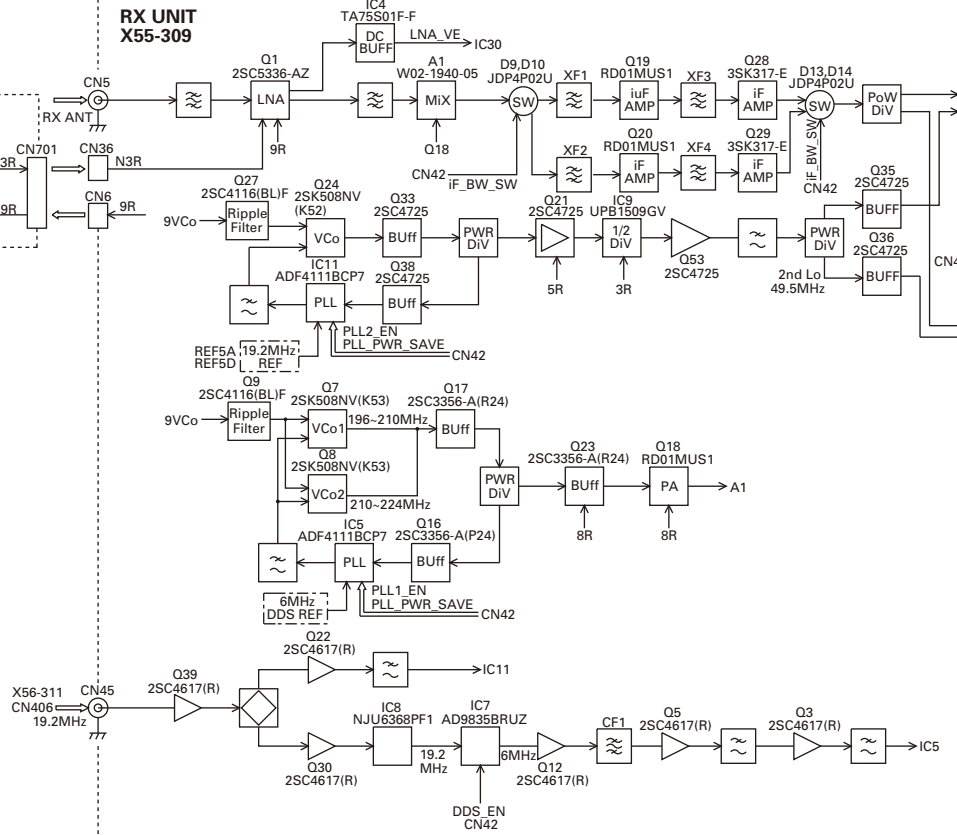 RX UNIT
X55-309
IC4
TA75S01F-F
DC
BUFF
LNA_VE
IC30
CN5
RX ANT
Q1
2SC5336-AZ
LNA
9R
A1
W02-1940-05
MiX
Q18
D9,D10
JDP4P02U
SW
CN42
iF_BW_SW
XF1
Q19
RD01MUS1
iuF
AMP
XF3
Q28
3SK317-E
iF
AMP
D13,D14
JDP4P02U
SW
iF_BW_SW
CN42
PoW
DiV
XF2
Q20
RD01MUS1
iF
AMP
XF4
Q29
3SK317-E
iF
AMP
CN701
3R
9R
CN36
N3R
CN6
9R
Q27
2SC4116(BL)F
9VCo
Ripple
Filter
Q24
2SK508NV
(K52)
VCo
Q33
2SC4725
BUff
PWR
DiV
Q21
2SC4725
5R
IC9
UPB1509GV
1/2
DiV
3R
Q53
2SC4725
PWR
DiV
2nd Lo
49.5MHz
Q35
2SC4725
BUFF
Q36
2SC4725
BUFF
CN4
IC11
ADF4111BCP7
PLL
Q38
2SC4725
BUff
PLL2_EN
PLL_PWR_SAVE
CN42
REF5A
REF5D
19.2MHz
REF
Q9
2SC4116(BL)F
9VCo
Ripple
Filter
Q7
2SK508NV(K53)
VCo1
196~210MHz
Q8
2SK508NV(K53)
VCo2
210~224MHz
Q17
2SC3356-A(R24)
BUff
PWR
DiV
Q23
2SC3356-A(R24)
BUff
8R
Q18
RD01MUS1
PA
8R
A1
IC5
ADF4111BCP7
PLL
Q16
2SC3356-A(P24)
BUff
PLL1_EN
PLL_PWR_SAVE
CN42
6MHz
DDS REF
X56-311
CN406
19.2MHz
CN45
Q39
2SC4617(R)
Q22
2SC4617(R)
IC11
Q30
2SC4617(R)
IC8
NJU6368PF1
19.2
MHz
IC7
AD9835BRUZ
DDS_EN
CN42
6MHz
Q12
2SC4617(R)
CF1
Q5
2SC4617(R)
Q3
2SC4617(R)
IC5